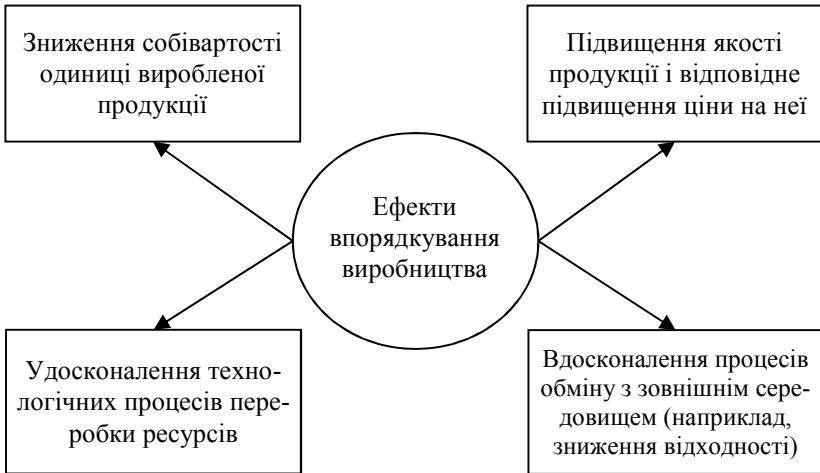 Зниження собівартості
одиниці виробленої
продукції
Підвищення якості
продукції і відповідне
підвищення ціни на неї
Ефекти
впорядкування
виробництва
Удосконалення техно-
логічних процесів пере-
робки ресурсів
Вдосконалення процесів
обміну з зовнішнім сере-
довищем (наприклад,
зниження відходності)